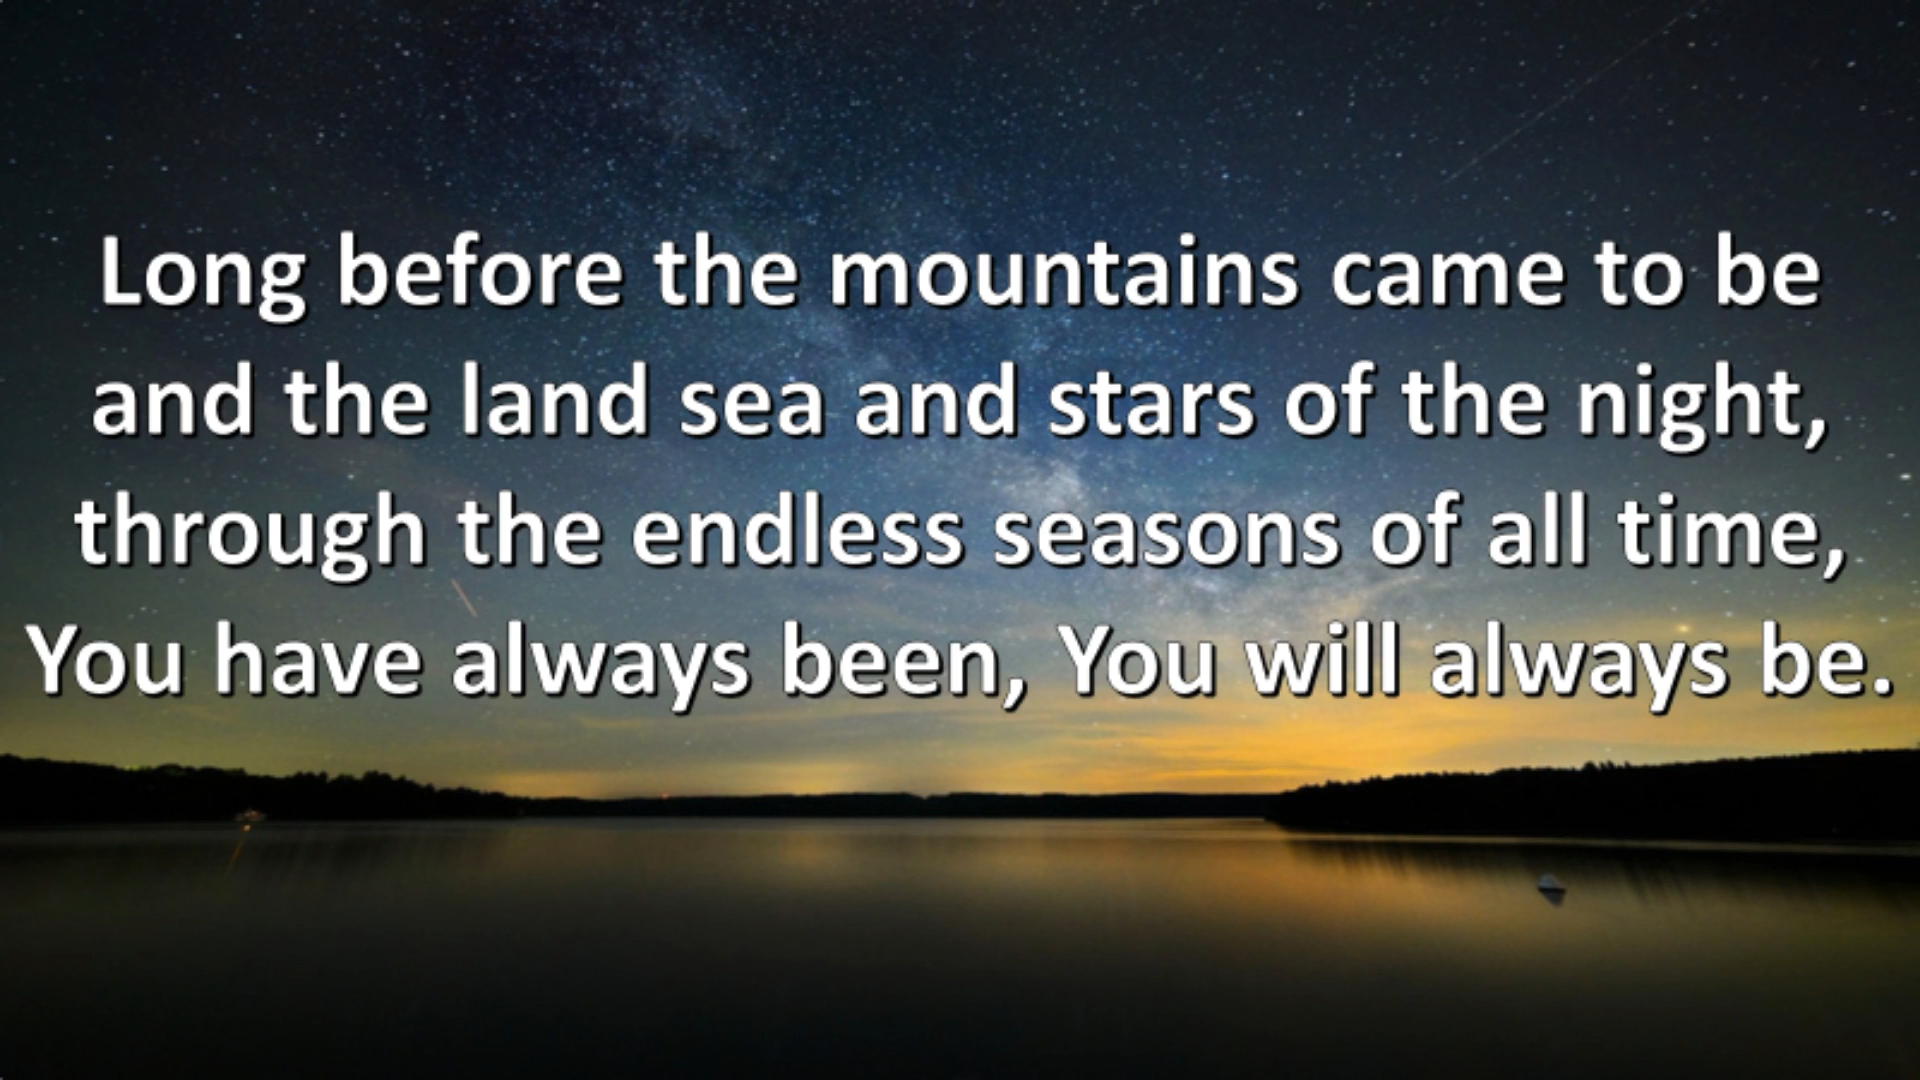 Long before the mountains came to be
and the land sea and stars of the night,
through the endless seasons of all time,
You have always been, You will always be.